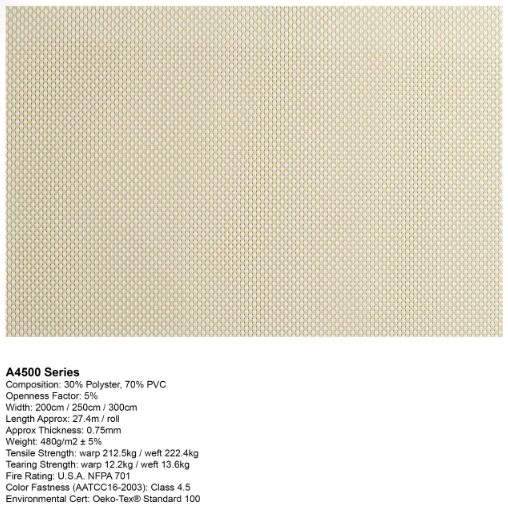 A4500 Series
Composition: 30% Polyster, 70% PVC
Openness Factor: 5%
Width: 200cm / 250cm / 300cm
Length Approx: 27.4m / roll
Approx Thickness: 0.75mm
Weight: 480g/m2 ± 5%
Tensile Strength: warp 212.5kg / weft 222.4kg
Tearing Strength: warp 12.2kg / weft 13.6kg
Fire Rating: U.S.A. NFPA 701
Color Fastness (AATCC16-2003): Class 4.5
Environmental Cert: Oeko-Tex® Standard 100